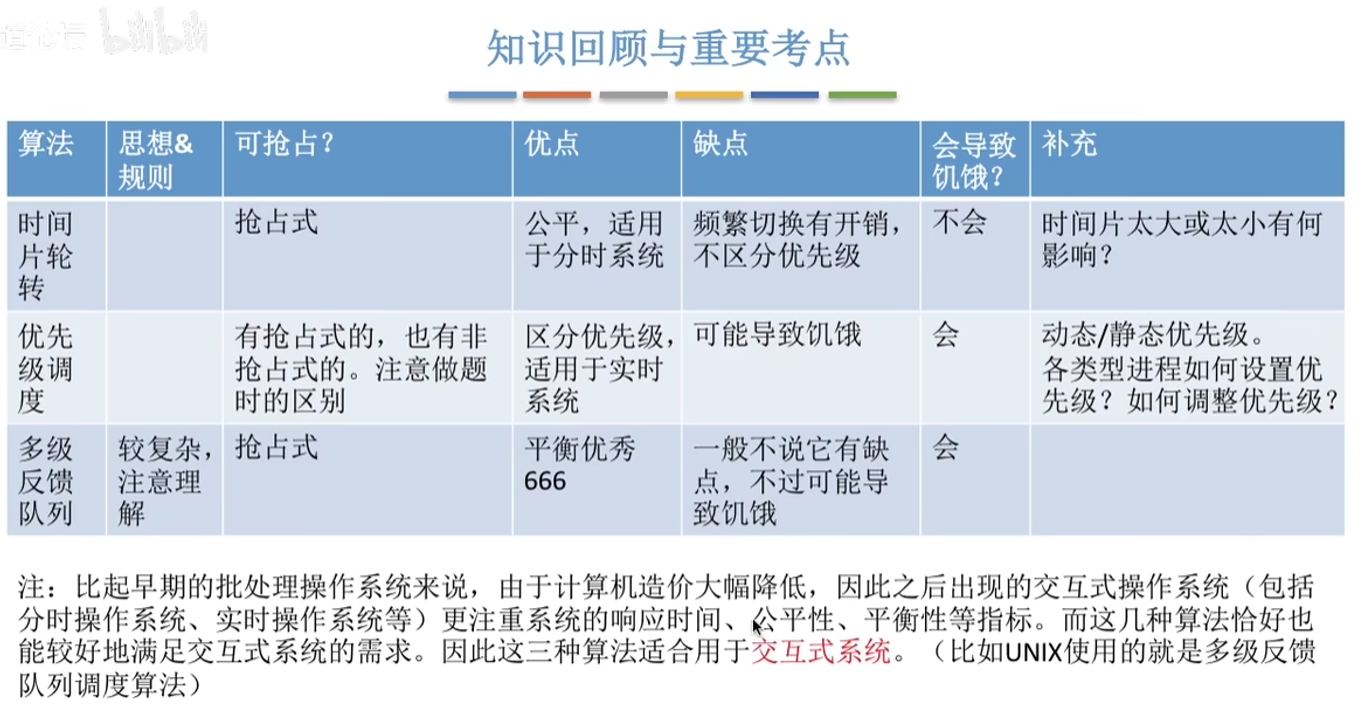 bilibili
知识回顾与重要考点
算法 思想& 规则 可抢占？ 优点 缺点 会导致 饥饿？ 补充
时间 片轮 转
抢占式
公平，适用
于分时系统
频繁切换有开销，
不区分优先级
不会
时间片太大或太小有何
影响？
优先
级调
度
有抢占式的，也有非
抢占式的。注意做题
时的区别
区分优先级，
适用于实时
系统
可能导致饥饿
会
动态/静态优先级。
各类型进程如何设置优
先级？如何调整优先级？
多级
反馈
队列
较复杂，
注意理
解
抢占式
平衡优秀
666
一般不说它有缺
点，不过可能导
致饥饿
会
注：比起早期的批处理操作系统来说，由于计算机造价大幅降低，因此之后出现的交互式操作系统（包括
分时操作系统、实时操作系统等）更注重系统的响应时间、公平性、平衡性等指标。而这几种算法恰好也
能较好地满足交互式系统的需求。因此这三种算法适合用于交互式系统。（比如UNIX使用的就是多级反馈
队列调度算法）